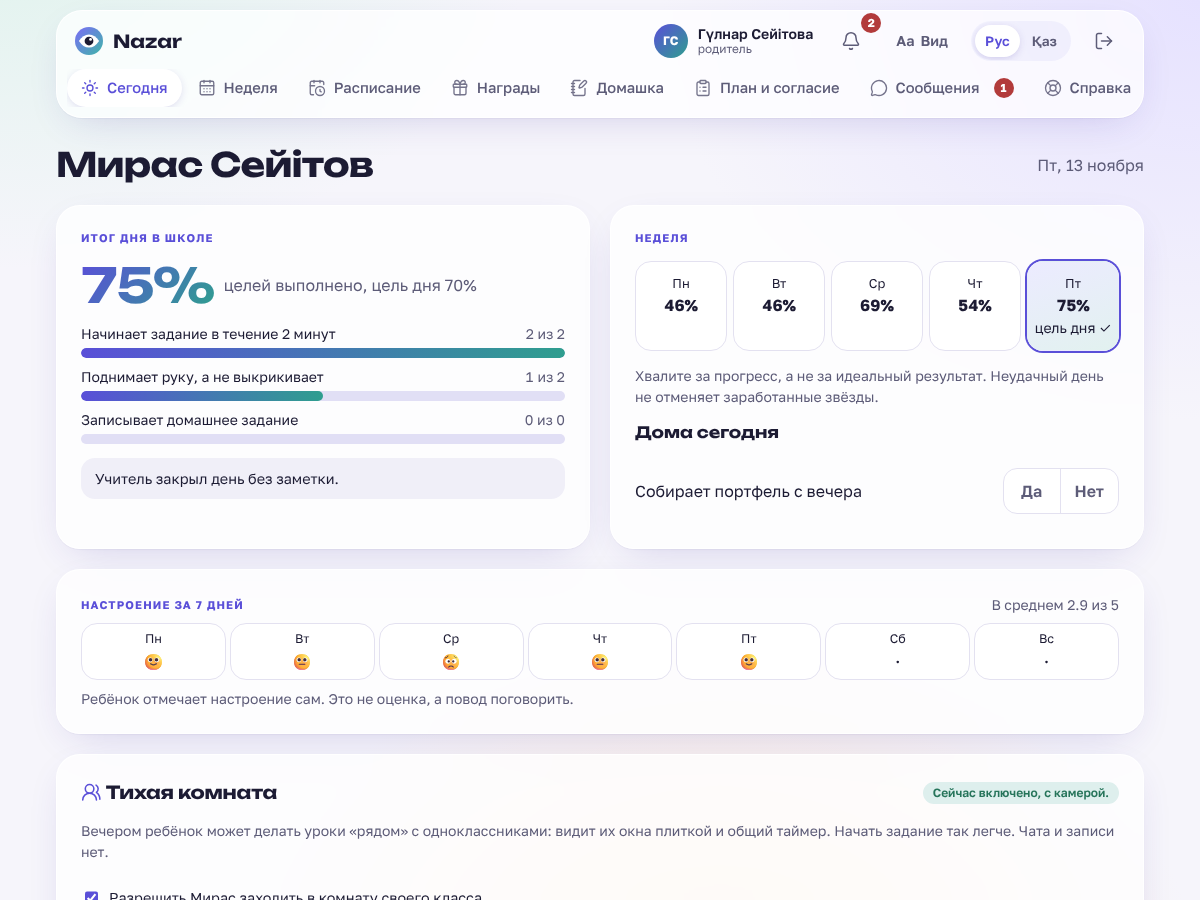 Nazar
ГС
Гүлнар Сейітова
родитель
2
Аа Вид
Рус
Қаз
Сегодня
Неделя
Расписание
Награды
Домашка
План и согласие
Сообщения
1
Справка
Мирас Сейітов
Пт, 13 ноября
ИТОГ ДНЯ В ШКОЛЕ
75% целей выполнено, цель дня 70%
Начинает задание в течение 2 минут 2 из 2
Поднимает руку, а не выкрикивает 1 из 2
Записывает домашнее задание 0 из 0
Учитель закрыл день без заметки.
НЕДЕЛЯ
Пн Вт Ср Чт Пт
46% 46% 69% 54% 75%
цель дня ✓
Хвалите за прогресс, а не за идеальный результат. Неудачный день
не отменяет заработанные звёзды.
Дома сегодня
Собирает портфель с вечера Да Нет
НАСТРОЕНИЕ ЗА 7 ДНЕЙ В среднем 2.9 из 5
Пн Вт Ср Чт Пт Сб Вс
Ребёнок отмечает настроение сам. Это не оценка, а повод поговорить.
Тихая комната Сейчас включено, с камерой.
Вечером ребёнок может делать уроки «рядом» с одноклассниками: видит их окна плиткой и общий таймер. Начать задание так легче. Чата и записи
нет.
Разрешить Мирас заходить в комнату своего класса